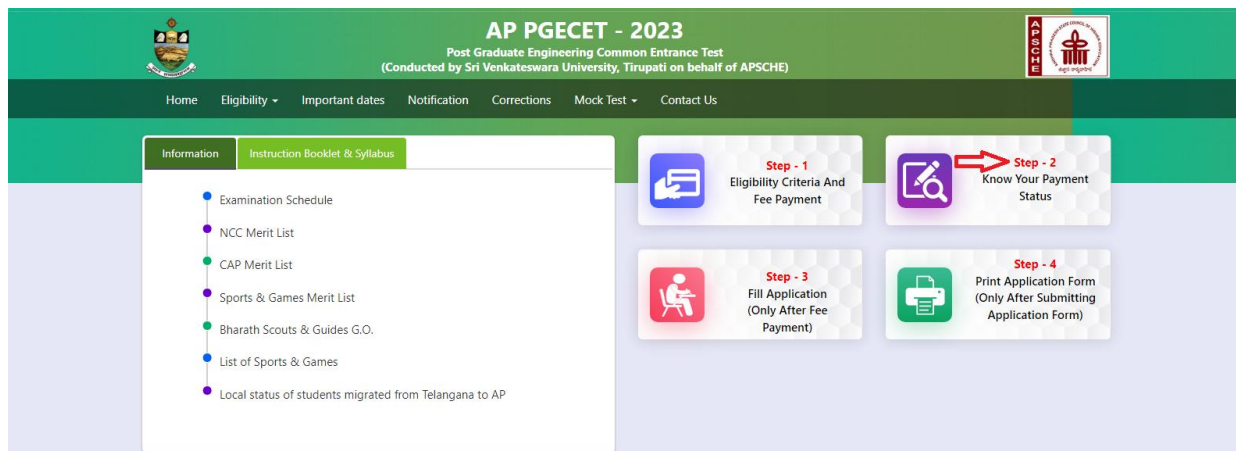 AP PGECET - 2023
Post Graduate Engineering Common Entrance Test
(Conducted by Sri Venkateswara University, Tirupati on behalf of APSCHE)
APSCHE
Home Eligibility Important dates Notification Corrections Mock Test Contact Us
Information Instruction Booklet & Syllabus
Examination Schedule
NCC Merit List
CAP Merit List
Sports & Games Merit List
Bharath Scouts & Guides G.O.
List of Sports & Games
Local status of students migrated from Telangana to AP
Step - 1
Eligibility Criteria And
Fee Payment
Step - 2
Know Your Payment
Status
Step - 3
Fill Application
(Only After Fee
Payment)
Step - 4
Print Application Form
(Only After Submitting
Application Form)